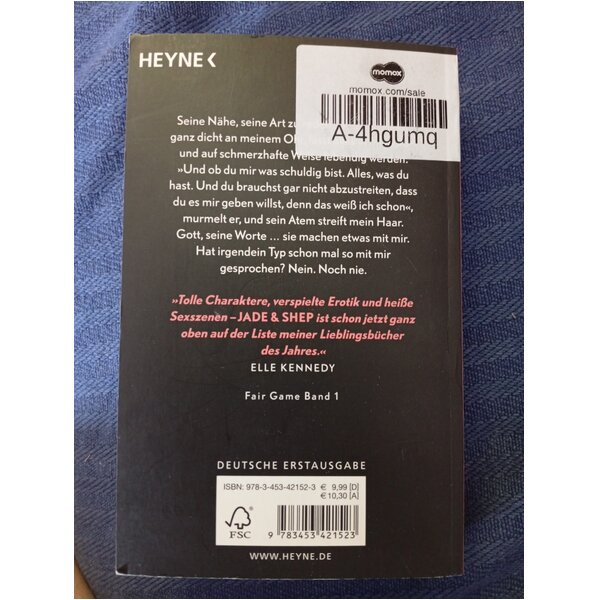 HEYNE<
momox
momox.com/sale
A-4hgumq
Seine Nähe, seine Art
ganz dicht an meinem
und auf schmerzhafte Weise lebendig werden.
»Und ob du mir was schuldig bist. Alles, was du
hast. Und du brauchst gar nicht abzustreiten, dass
du es mir geben willst, denn das weiß ich schon«,
murmelt er, und sein Atem streift mein Haar.
Gott, seine Worte ... sie machen etwas mit mir.
Hat irgendein Typ schon mal so mit mir
gesprochen? Nein. Noch nie.
»Tolle Charaktere, verspielte Erotik und heiße
Sexszenen – JADE & SHEP ist schon jetzt ganz
oben auf der Liste meiner Lieblingsbücher
des Jahres.«
ELLE KENNEDY
Fair Game Band 1
DEUTSCHE ERSTAUSGABE
ISBN: 978-3-453-42152-3 € 9,99 [D]
€ 10,30 [A]
FSC
9 783453 421523
WWW.HEYNE.DE